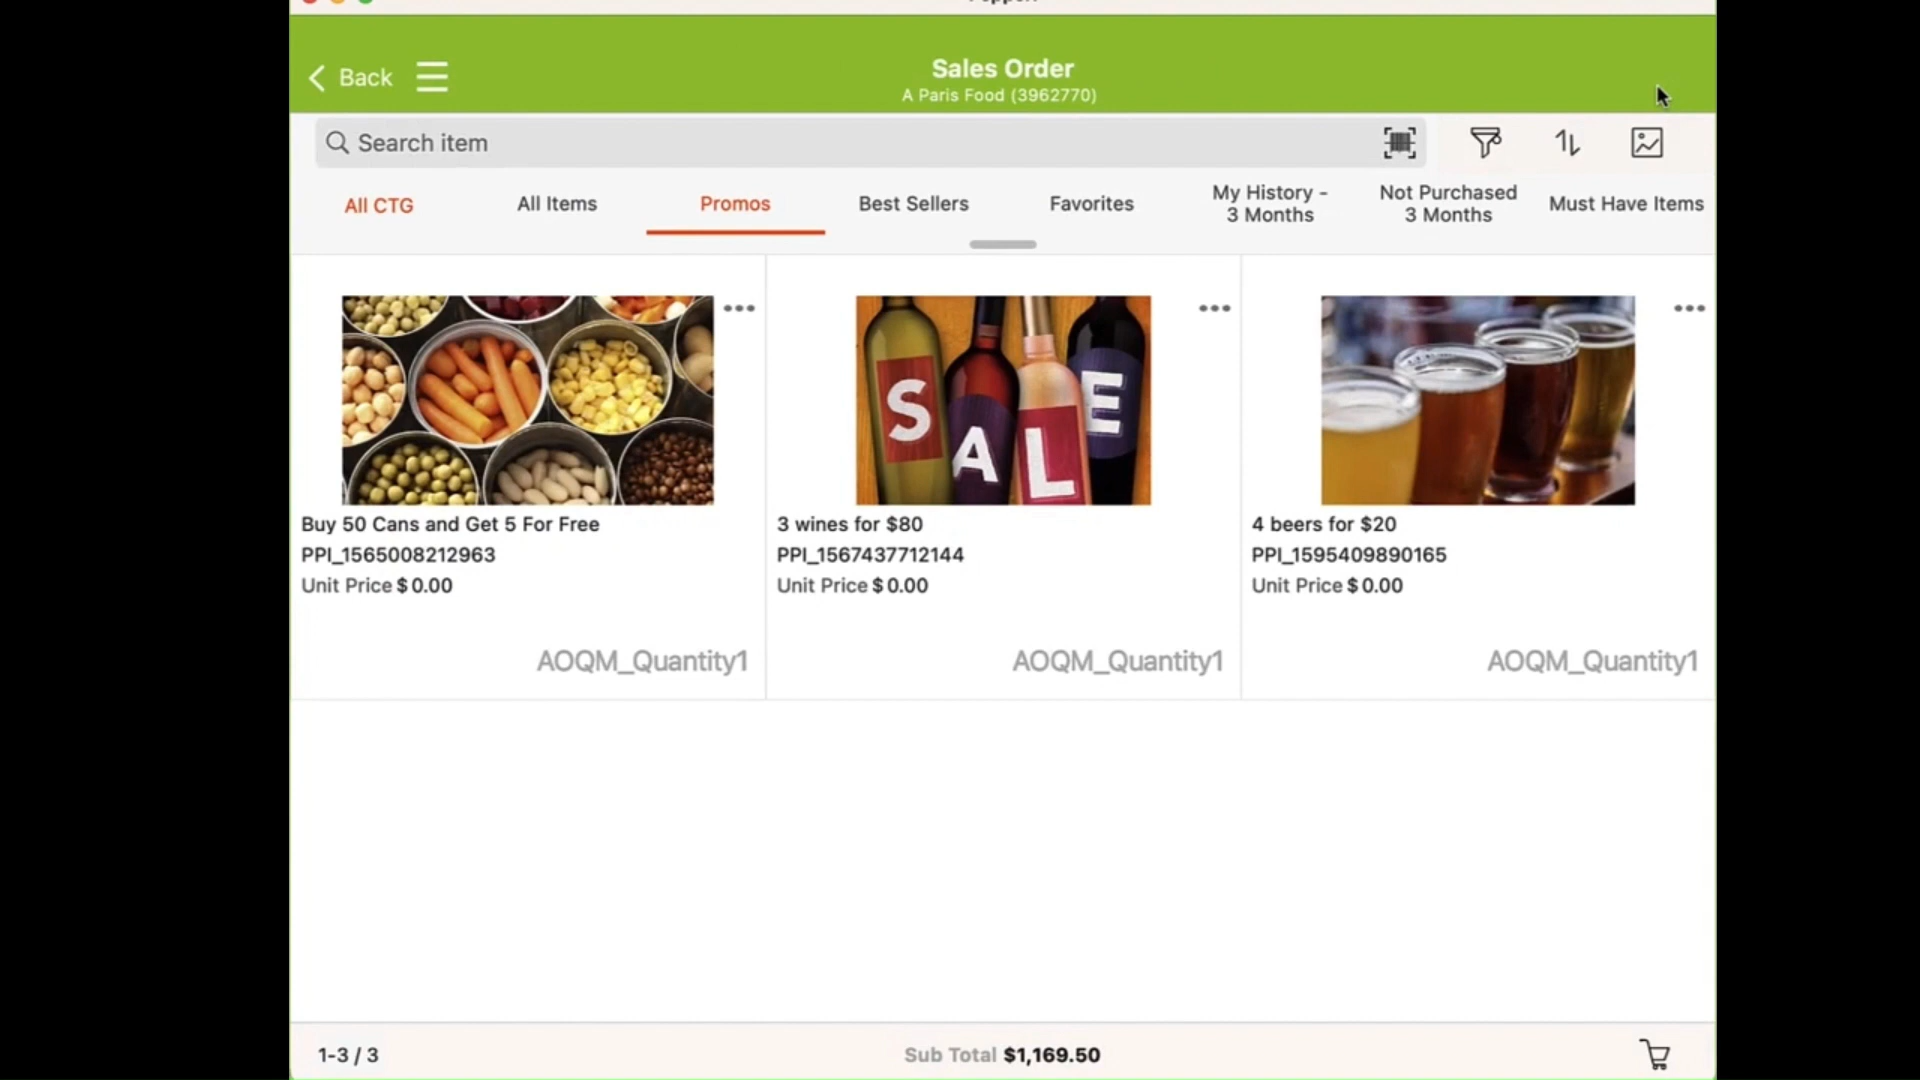 Back
Sales Order
A Paris Food (3962770)
Search item
All CTG
All Items
Promos
Best Sellers
Favorites
My History -
3 Months
Not Purchased
3 Months
Must Have Items
SALE
Buy 50 Cans and Get 5 For Free
PPI_1565008212963
Unit Price $ 0.00
AOQM_Quantity1
3 wines for $80
PPI_1567437712144
Unit Price $ 0.00
AOQM_Quantity1
4 beers for $20
PPI_1595409890165
Unit Price $ 0.00
AOQM_Quantity1
1-3 / 3
Sub Total $1,169.50